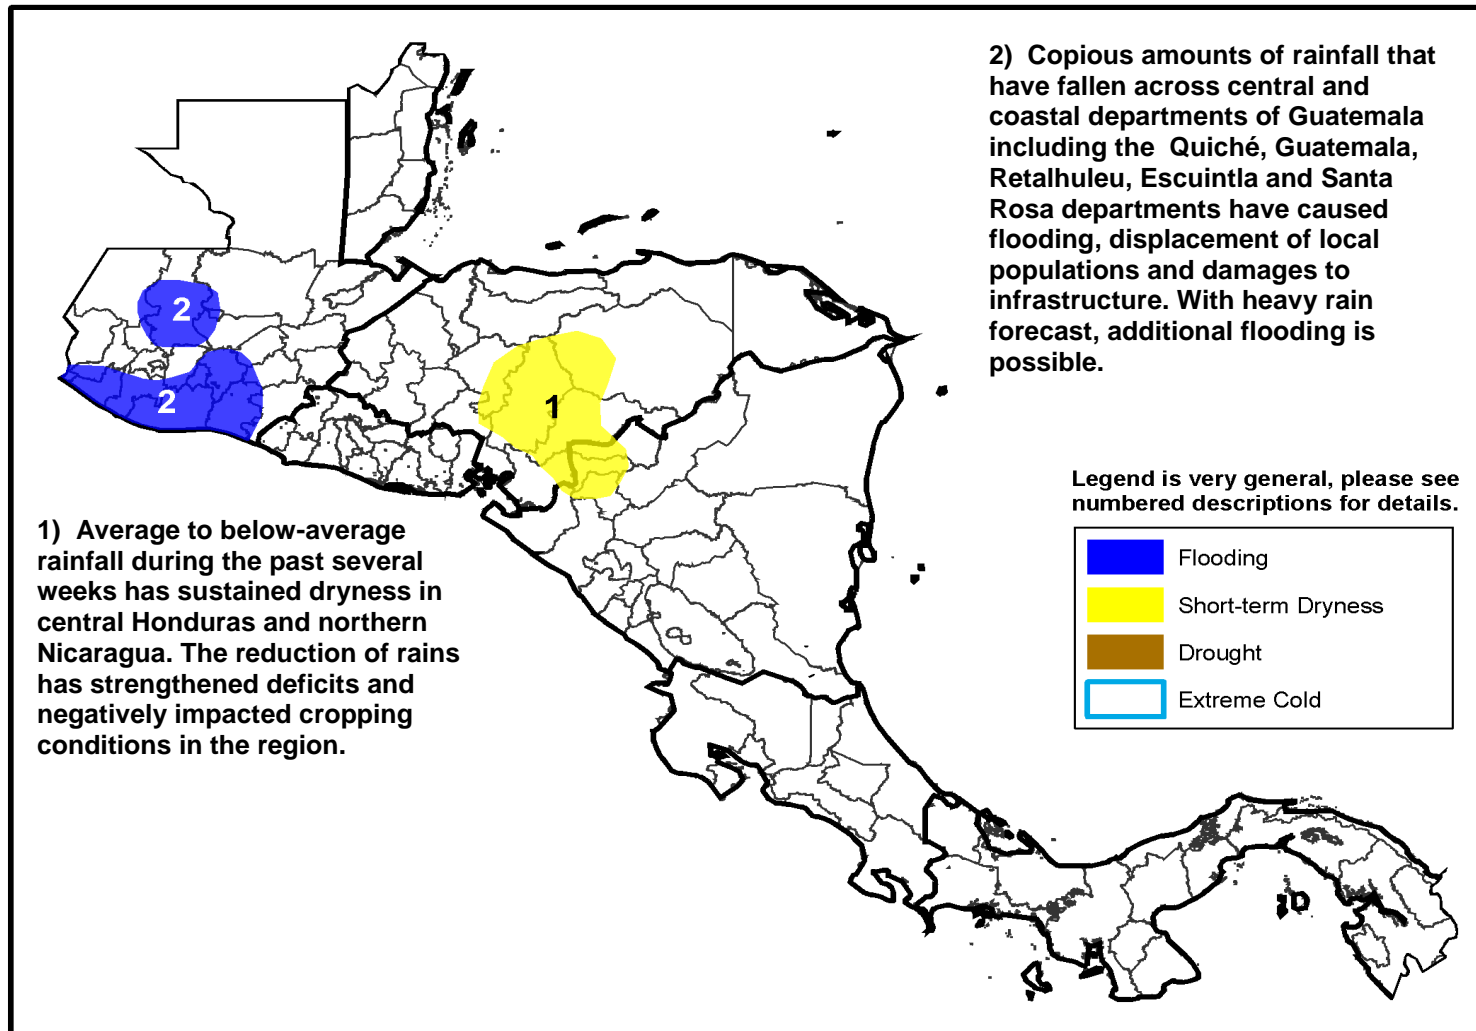 2) Copious amounts of rainfall that
have fallen across central and
coastal departments of Guatemala
including the Quiché, Guatemala,
Retalhuleu, Escuintla and Santa
Rosa departments have caused
flooding, displacement of local
populations and damages to
infrastructure. With heavy rain
forecast, additional flooding is
possible.
2
2
1
1) Average to below-average
rainfall during the past several
weeks has sustained dryness in
central Honduras and northern
Nicaragua. The reduction of rains
has strengthened deficits and
negatively impacted cropping
conditions in the region.
Legend is very general, please see
numbered descriptions for details.
Flooding
Short-term Dryness
Drought
Extreme Cold